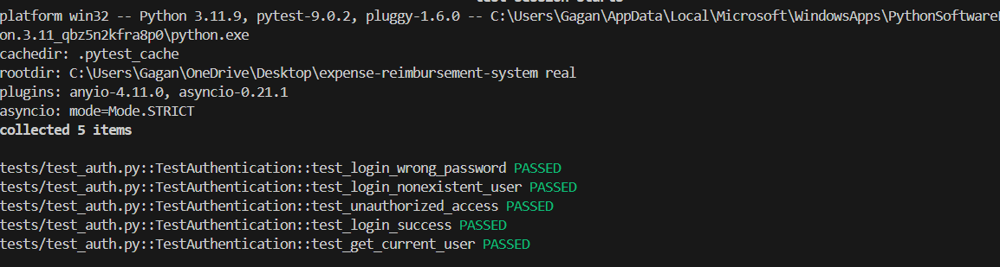 test session starts
platform win32 -- Python 3.11.9, pytest-9.0.2, pluggy-1.6.0 -- C:\Users\Gagan\AppData\Local\Microsoft\WindowsApps\PythonSoftware
on.3.11_qbz5n2kfra8p0\python.exe
cachedir: .pytest_cache
rootdir: C:\Users\Gagan\OneDrive\Desktop\expense-reimbursement-system real
plugins: anyio-4.11.0, asyncio-0.21.1
asyncio: mode=Mode.STRICT
collected 5 items
tests/test_auth.py::TestAuthentication::test_login_wrong_password PASSED
tests/test_auth.py::TestAuthentication::test_login_nonexistent_user PASSED
tests/test_auth.py::TestAuthentication::test_unauthorized_access PASSED
tests/test_auth.py::TestAuthentication::test_login_success PASSED
tests/test_auth.py::TestAuthentication::test_get_current_user PASSED